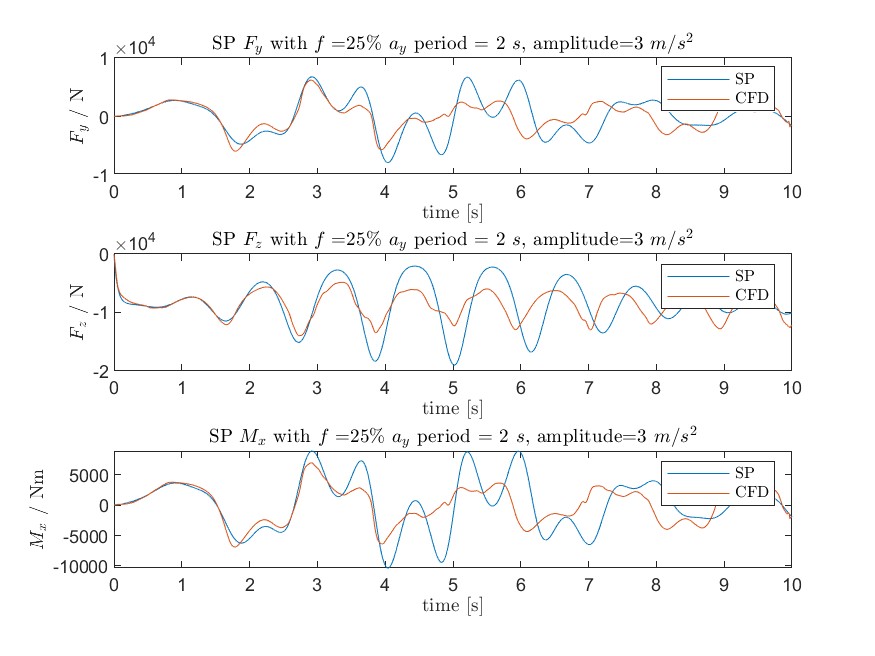 SP F_y with f =25% a_y period = 2 s, amplitude=3 m/s^2
×10^4
1
0
-1
F_y / N
SP
CFD
0 1 2 3 4 5 6 7 8 9 10
time [s]
SP F_z with f =25% a_y period = 2 s, amplitude=3 m/s^2
×10^4
0
-1
-2
F_z / N
SP
CFD
0 1 2 3 4 5 6 7 8 9 10
time [s]
SP M_x with f =25% a_y period = 2 s, amplitude=3 m/s^2
5000
0
-5000
-10000
M_x / Nm
SP
CFD
0 1 2 3 4 5 6 7 8 9 10
time [s]